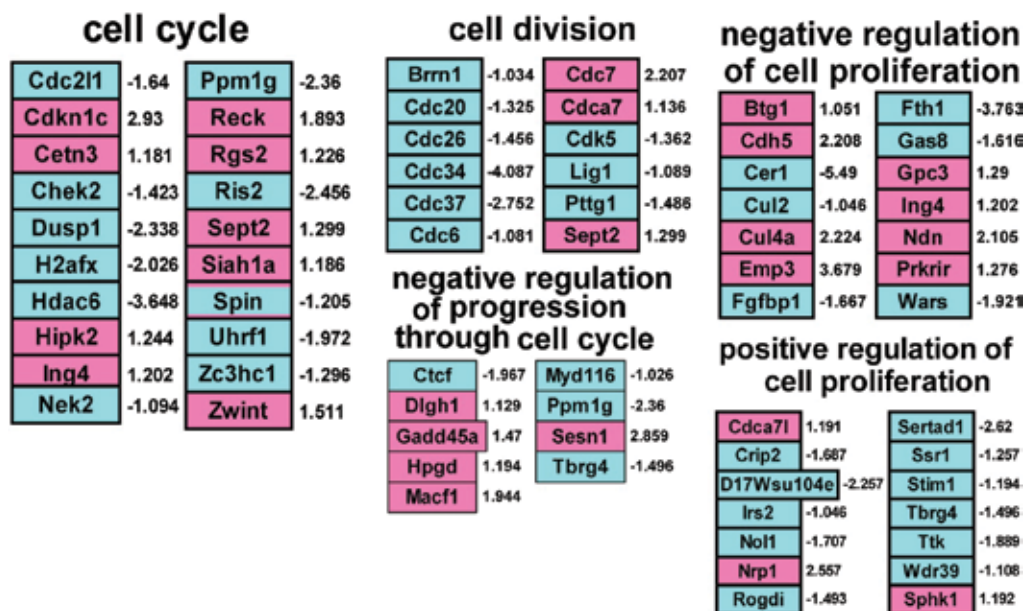 cell cycle
Cdc2l1 -1.64 Ppm1g -2.36
Cdkn1c 2.93 Reck 1.893
Cetn3 1.181 Rgs2 1.226
Chek2 -1.423 Ris2 -2.456
Dusp1 -2.338 Sept2 1.299
H2afx -2.026 Siah1a 1.186
Hdac6 -3.648 Spin -1.205
Hipk2 1.244 Uhrf1 -1.972
Ing4 1.202 Zc3hc1 -1.296
Nek2 -1.094 Zwint 1.511
cell division
Brrn1 -1.034 Cdc7 2.207
Cdc20 -1.325 Cdca7 1.136
Cdc26 -1.456 Cdk5 -1.362
Cdc34 -4.087 Lig1 -1.089
Cdc37 -2.752 Pttg1 -1.486
Cdc6 -1.081 Sept2 1.299
negative regulation
of progression
through cell cycle
Ctcf -1.967 Myd116 -1.026
Dlgh1 1.129 Ppm1g -2.36
Gadd45a 1.47 Sesn1 2.859
Hpgd 1.194 Tbrg4 -1.496
Macf1 1.944
negative regulation
of cell proliferation
Btg1 1.051 Fth1 -3.763
Cdh5 2.208 Gas8 -1.616
Cer1 -5.49 Gpc3 1.29
Cul2 -1.046 Ing4 1.202
Cul4a 2.224 Ndn 2.105
Emp3 3.679 Prkrir 1.276
Fgfbp1 -1.667 Wars -1.921
positive regulation of
cell proliferation
Cdca7l 1.191 Sertad1 -2.62
Crip2 -1.687 Ssr1 -1.257
D17Wsu104e -2.257 Stim1 -1.194
Irs2 -1.046 Tbrg4 -1.496
Nol1 -1.707 Ttk -1.889
Nrp1 2.557 Wdr39 -1.108
Rogdi -1.493 Sphk1 1.192